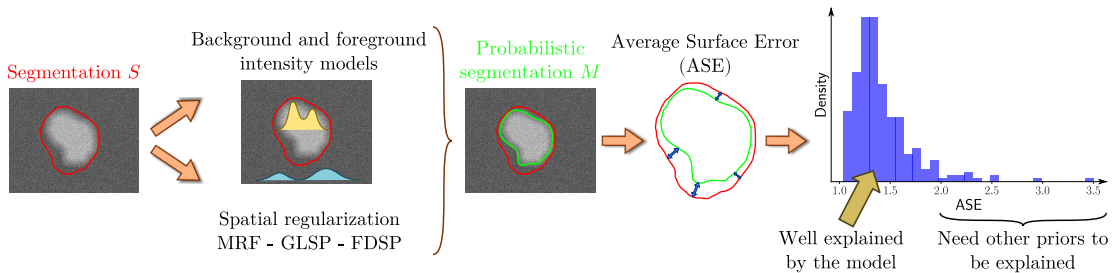 Segmentation S
Background and foreground
intensity models
Spatial regularization
MRF - GLSP - FDSP
Probabilistic
segmentation M
Average Surface Error
(ASE)
Density
1.0 1.5 2.0 2.5 3.0 3.5
ASE
Well explained
by the model
Need other priors to
be explained